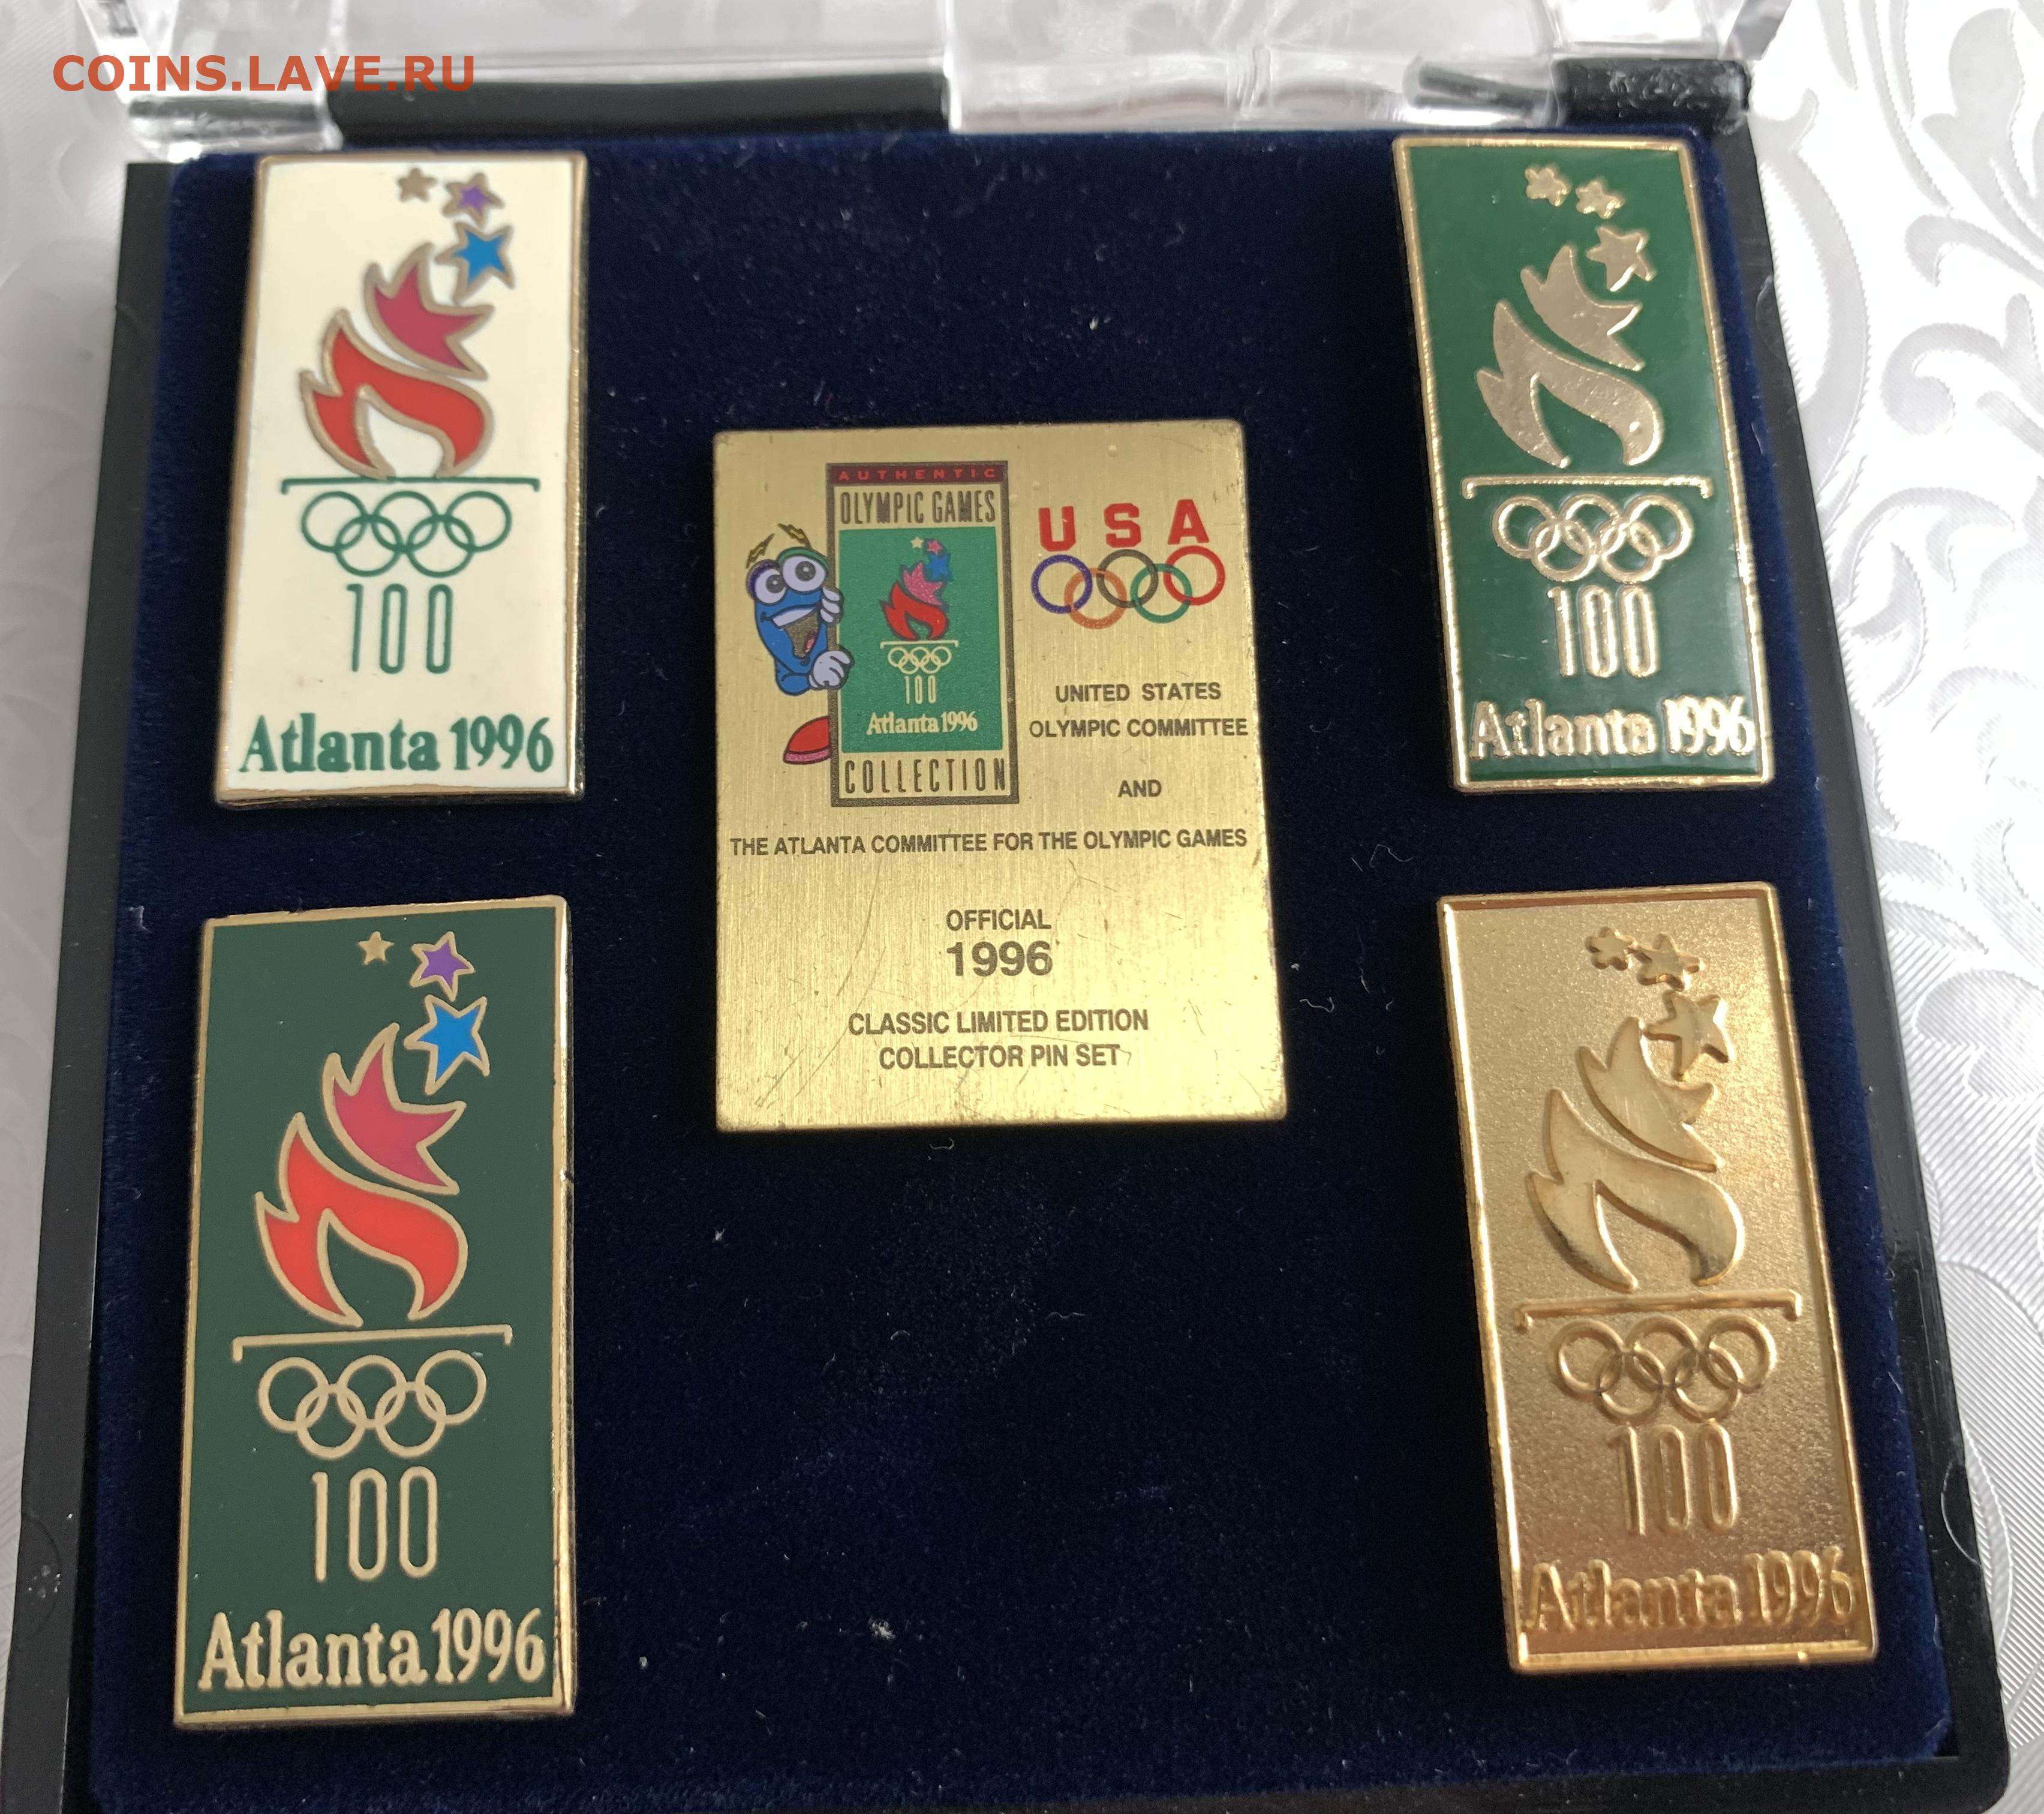 COINS.LAVE.RU
100
Atlanta 1996
AUTHENTIC
OLYMPIC GAMES
100
Atlanta 1996
COLLECTION
USA
UNITED STATES
OLYMPIC COMMITTEE
AND
THE ATLANTA COMMITTEE FOR THE OLYMPIC GAMES
OFFICIAL
1996
CLASSIC LIMITED EDITION
COLLECTOR PIN SET
100
Atlanta 1996
100
Atlanta 1996
100
Atlanta 1996